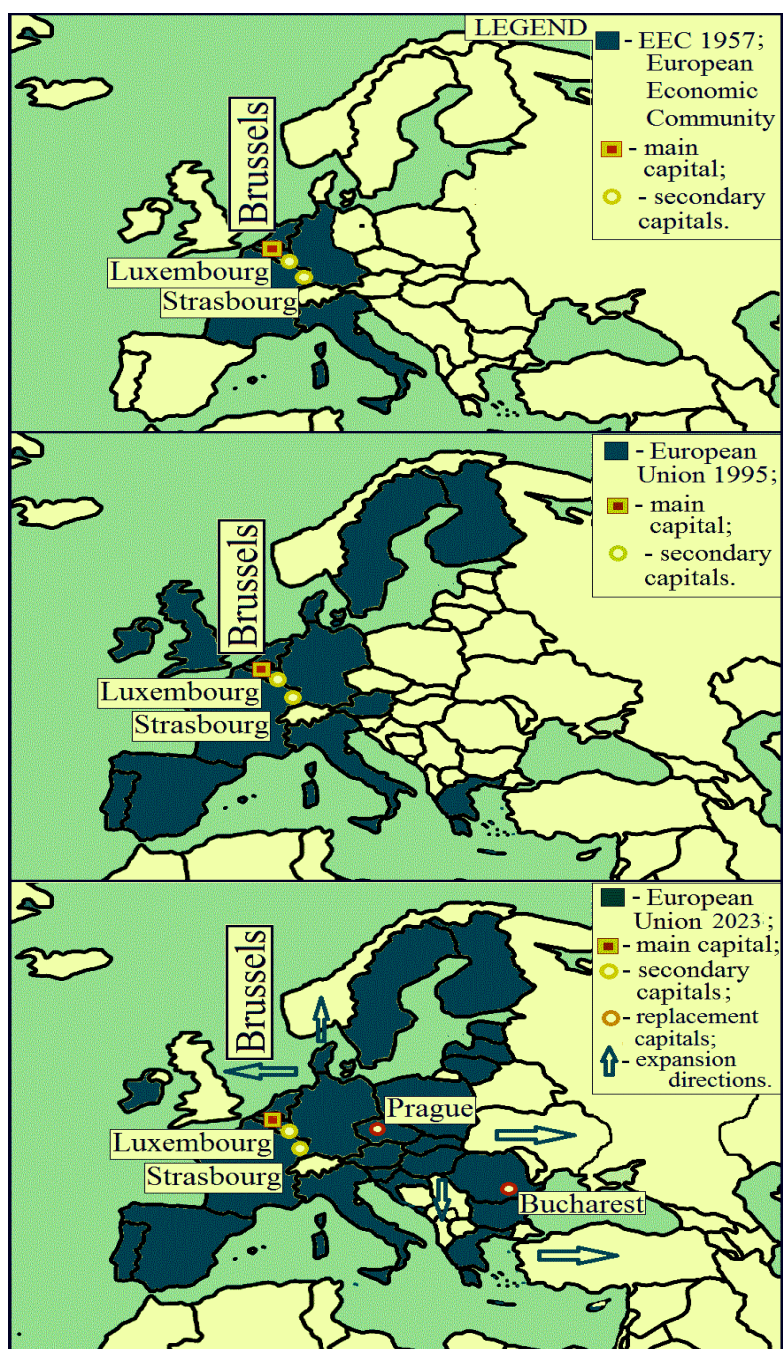 LEGEND
- EEC 1957;
European
Economic
Community
- main
capital;
- secondary
capitals.
Brussels
Luxembourg
Strasbourg
- European
Union 1995;
- main
capital;
- secondary
capitals.
Brussels
Luxembourg
Strasbourg
- European
Union 2023;
- main capital;
- secondary
capitals;
- replacement
capitals;
- expansion
directions.
Brussels
Prague
Luxembourg
Strasbourg
Bucharest